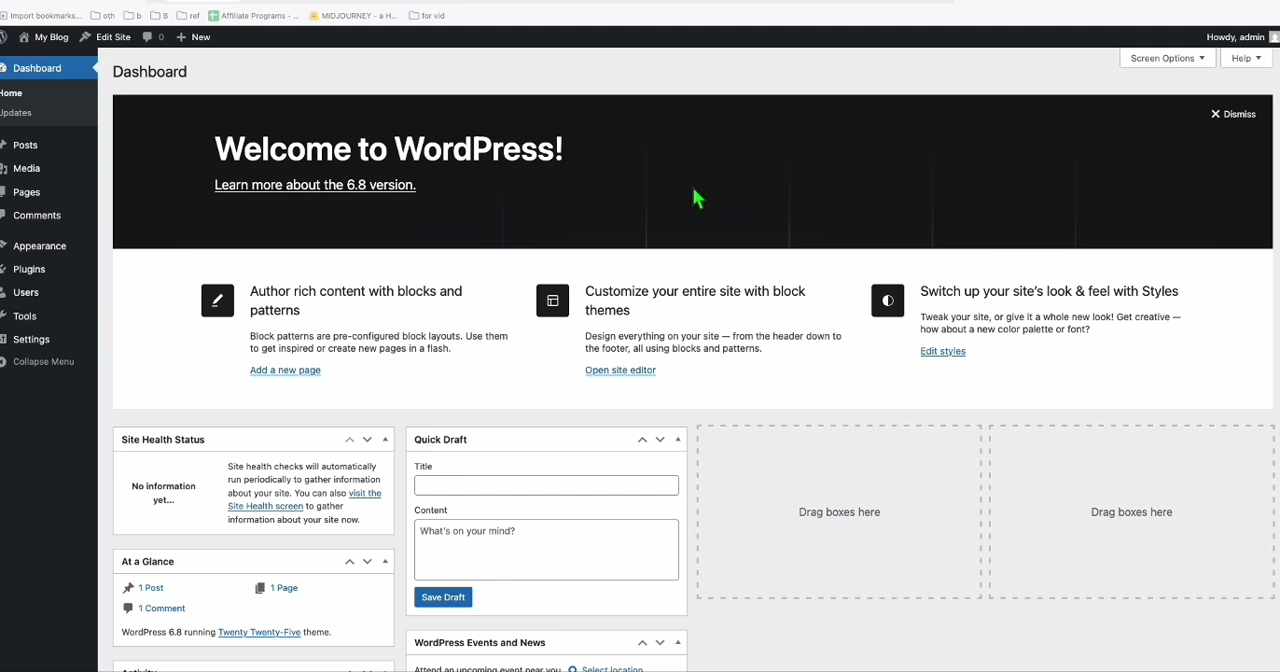 Import bookmarks...
oth
b
B
ref
Affiliate Programs - ...
MIDJOURNEY - a H...
for vid
My Blog
Edit Site
0
New
Howdy, admin
Dashboard
Home
Updates
Posts
Media
Pages
Comments
Appearance
Plugins
Users
Tools
Settings
Collapse Menu
Dashboard
Screen Options
Help
Dismiss
Welcome to WordPress!
Learn more about the 6.8 version.
Author rich content with blocks and
patterns
Block patterns are pre-configured block layouts. Use them
to get inspired or create new pages in a flash.
Add a new page
Customize your entire site with block
themes
Design everything on your site — from the header down to
the footer, all using blocks and patterns.
Open site editor
Switch up your site's look & feel with Styles
Tweak your site, or give it a whole new look! Get creative —
how about a new color palette or font?
Edit styles
Site Health Status
No information
yet...
Site health checks will automatically
run periodically to gather information
about your site. You can also visit the
Site Health screen to gather
information about your site now.
At a Glance
1 Post
1 Page
1 Comment
WordPress 6.8 running Twenty Twenty-Five theme.
Activity
Quick Draft
Title
Content
What's on your mind?
Save Draft
WordPress Events and News
Attend an upcoming event near you
Select location
Drag boxes here
Drag boxes here